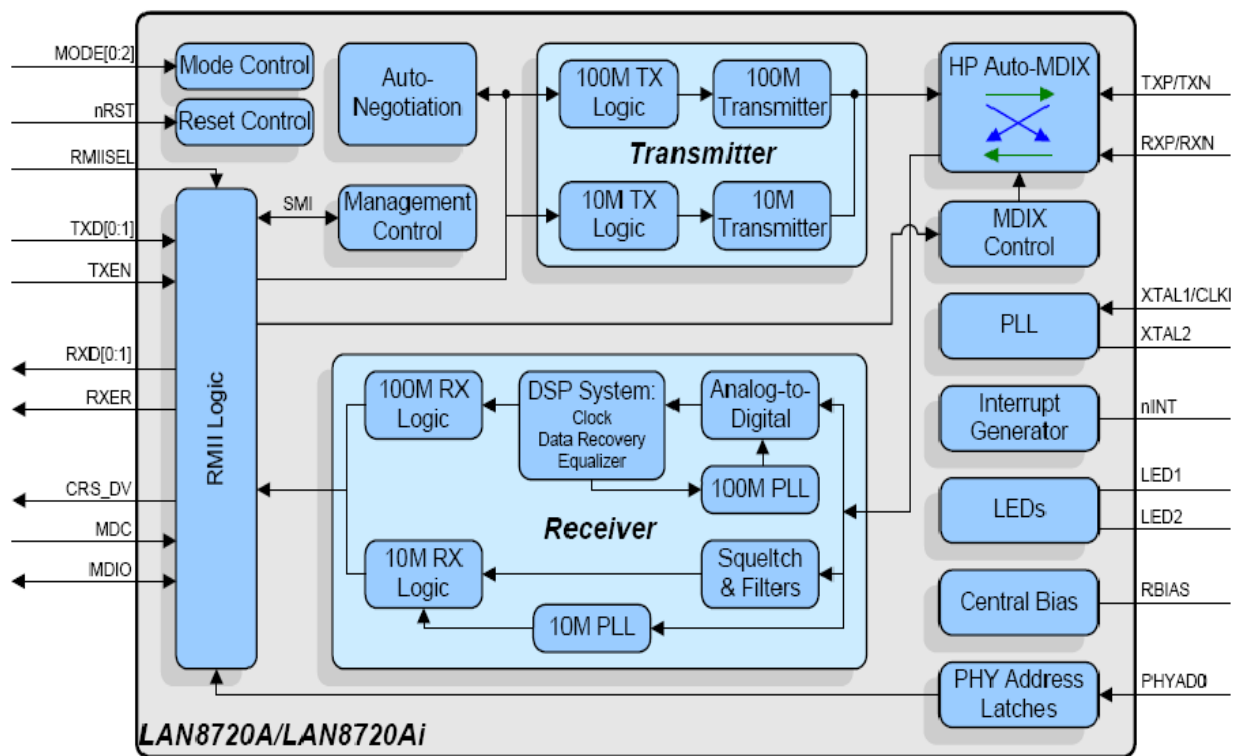 MODE[0:2]
nRST
RMIISEL
TXD[0:1]
TXEN
RXD[0:1]
RXER
CRS_DV
MDC
MDIO
Mode Control
Reset Control
RMII Logic
SMI
Auto-
Negotiation
Management
Control
100M TX
Logic
100M
Transmitter
Transmitter
10M TX
Logic
10M
Transmitter
100M RX
Logic
DSP System:
Clock
Data Recovery
Equalizer
Analog-to-
Digital
100M PLL
Receiver
10M RX
Logic
Squeltch
& Filters
10M PLL
HP Auto-MDIX
MDIX
Control
PLL
Interrupt
Generator
LEDs
Central Bias
PHY Address
Latches
TXP/TXN
RXP/RXN
XTAL1/CLKI
XTAL2
nINT
LED1
LED2
RBIAS
PHYAD0
LAN8720A/LAN8720Ai